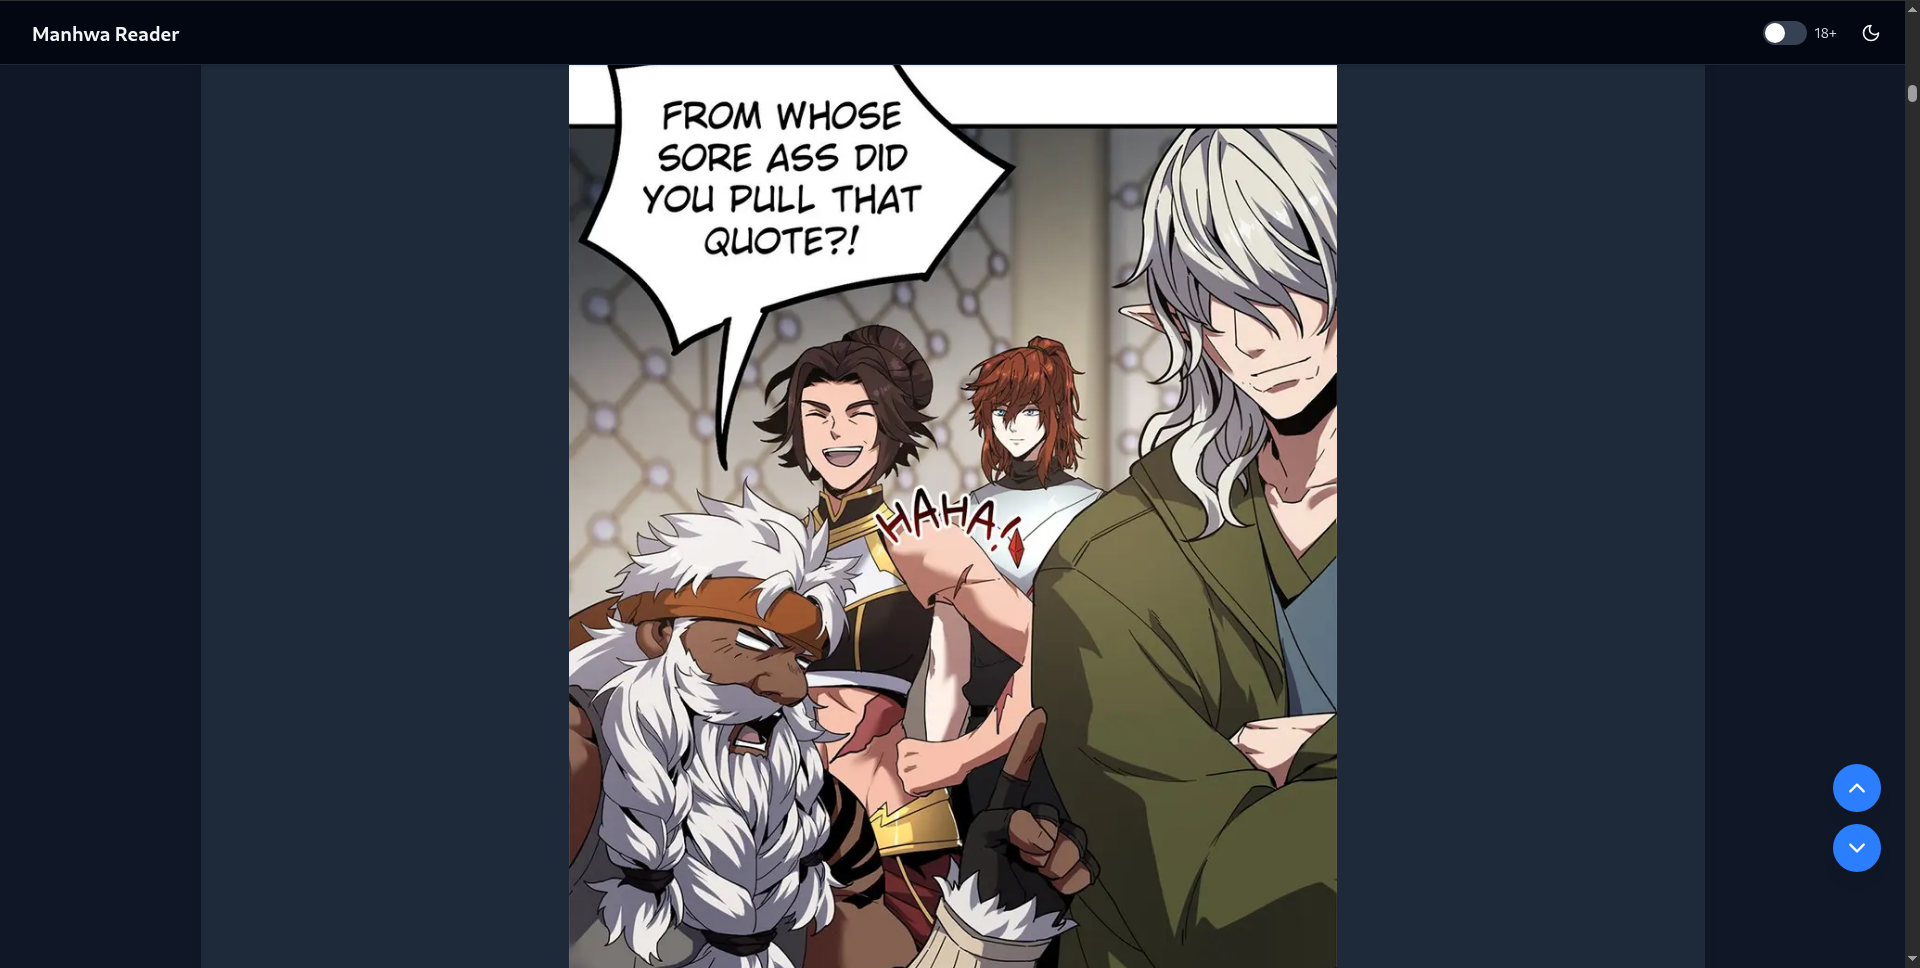 Manhwa Reader
18+
FROM WHOSE
SORE ASS DID
YOU PULL THAT
QUOTE?!
HAHA!